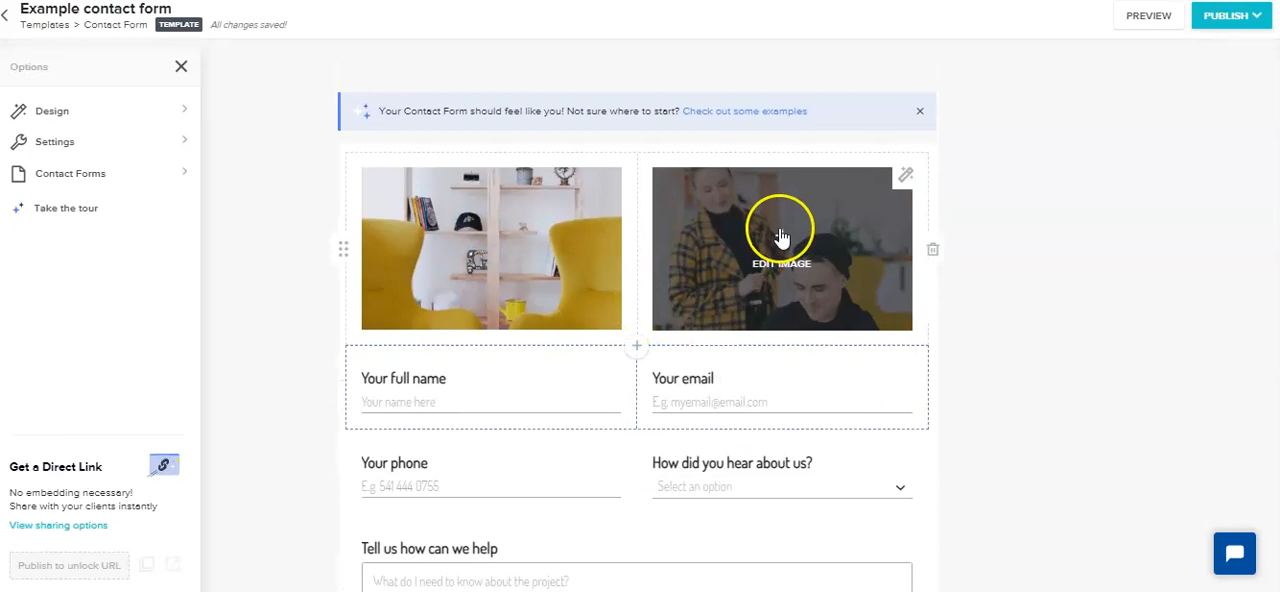 Example contact form
Templates > Contact Form TEMPLATE All changes saved!
PREVIEW
PUBLISH
Options
Design
Settings
Contact Forms
Take the tour
Get a Direct Link
No embedding necessary!
Share with your clients instantly
View sharing options
Publish to unlock URL
Your Contact Form should feel like you! Not sure where to start? Check out some examples
EDIT IMAGE
Your full name
Your name here
Your email
E.g. myemail@email.com
Your phone
E.g. 541 444 0755
How did you hear about us?
Select an option
Tell us how can we help
What do I need to know about the project?